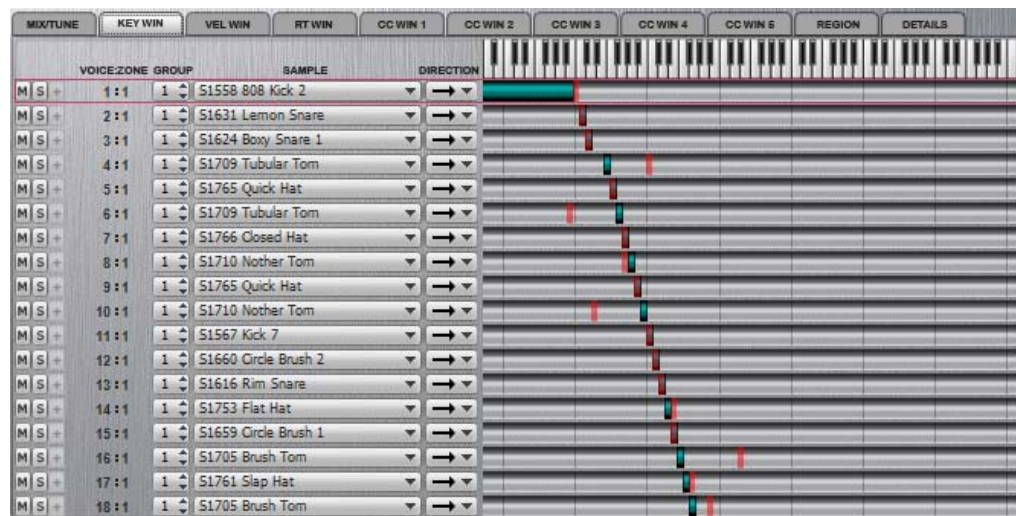 MIX/TUNE KEY WIN VEL WIN RT WIN CC WIN 1 CC WIN 2 CC WIN 3 CC WIN 4 CC WIN 5 REGION DETAILS
VOICE:ZONE GROUP SAMPLE DIRECTION
M S + 1:1 1 S1558 808 Kick 2
M S + 2:1 1 S1631 Lemon Snare
M S + 3:1 1 S1624 Boxy Snare 1
M S + 4:1 1 S1709 Tubular Tom
M S + 5:1 1 S1765 Quick Hat
M S + 6:1 1 S1709 Tubular Tom
M S + 7:1 1 S1766 Closed Hat
M S + 8:1 1 S1710 Nother Tom
M S + 9:1 1 S1765 Quick Hat
M S + 10:1 1 S1710 Nother Tom
M S + 11:1 1 S1567 Kick 7
M S + 12:1 1 S1660 Circle Brush 2
M S + 13:1 1 S1616 Rim Snare
M S + 14:1 1 S1753 Flat Hat
M S + 15:1 1 S1659 Circle Brush 1
M S + 16:1 1 S1705 Brush Tom
M S + 17:1 1 S1761 Slap Hat
M S + 18:1 1 S1705 Brush Tom